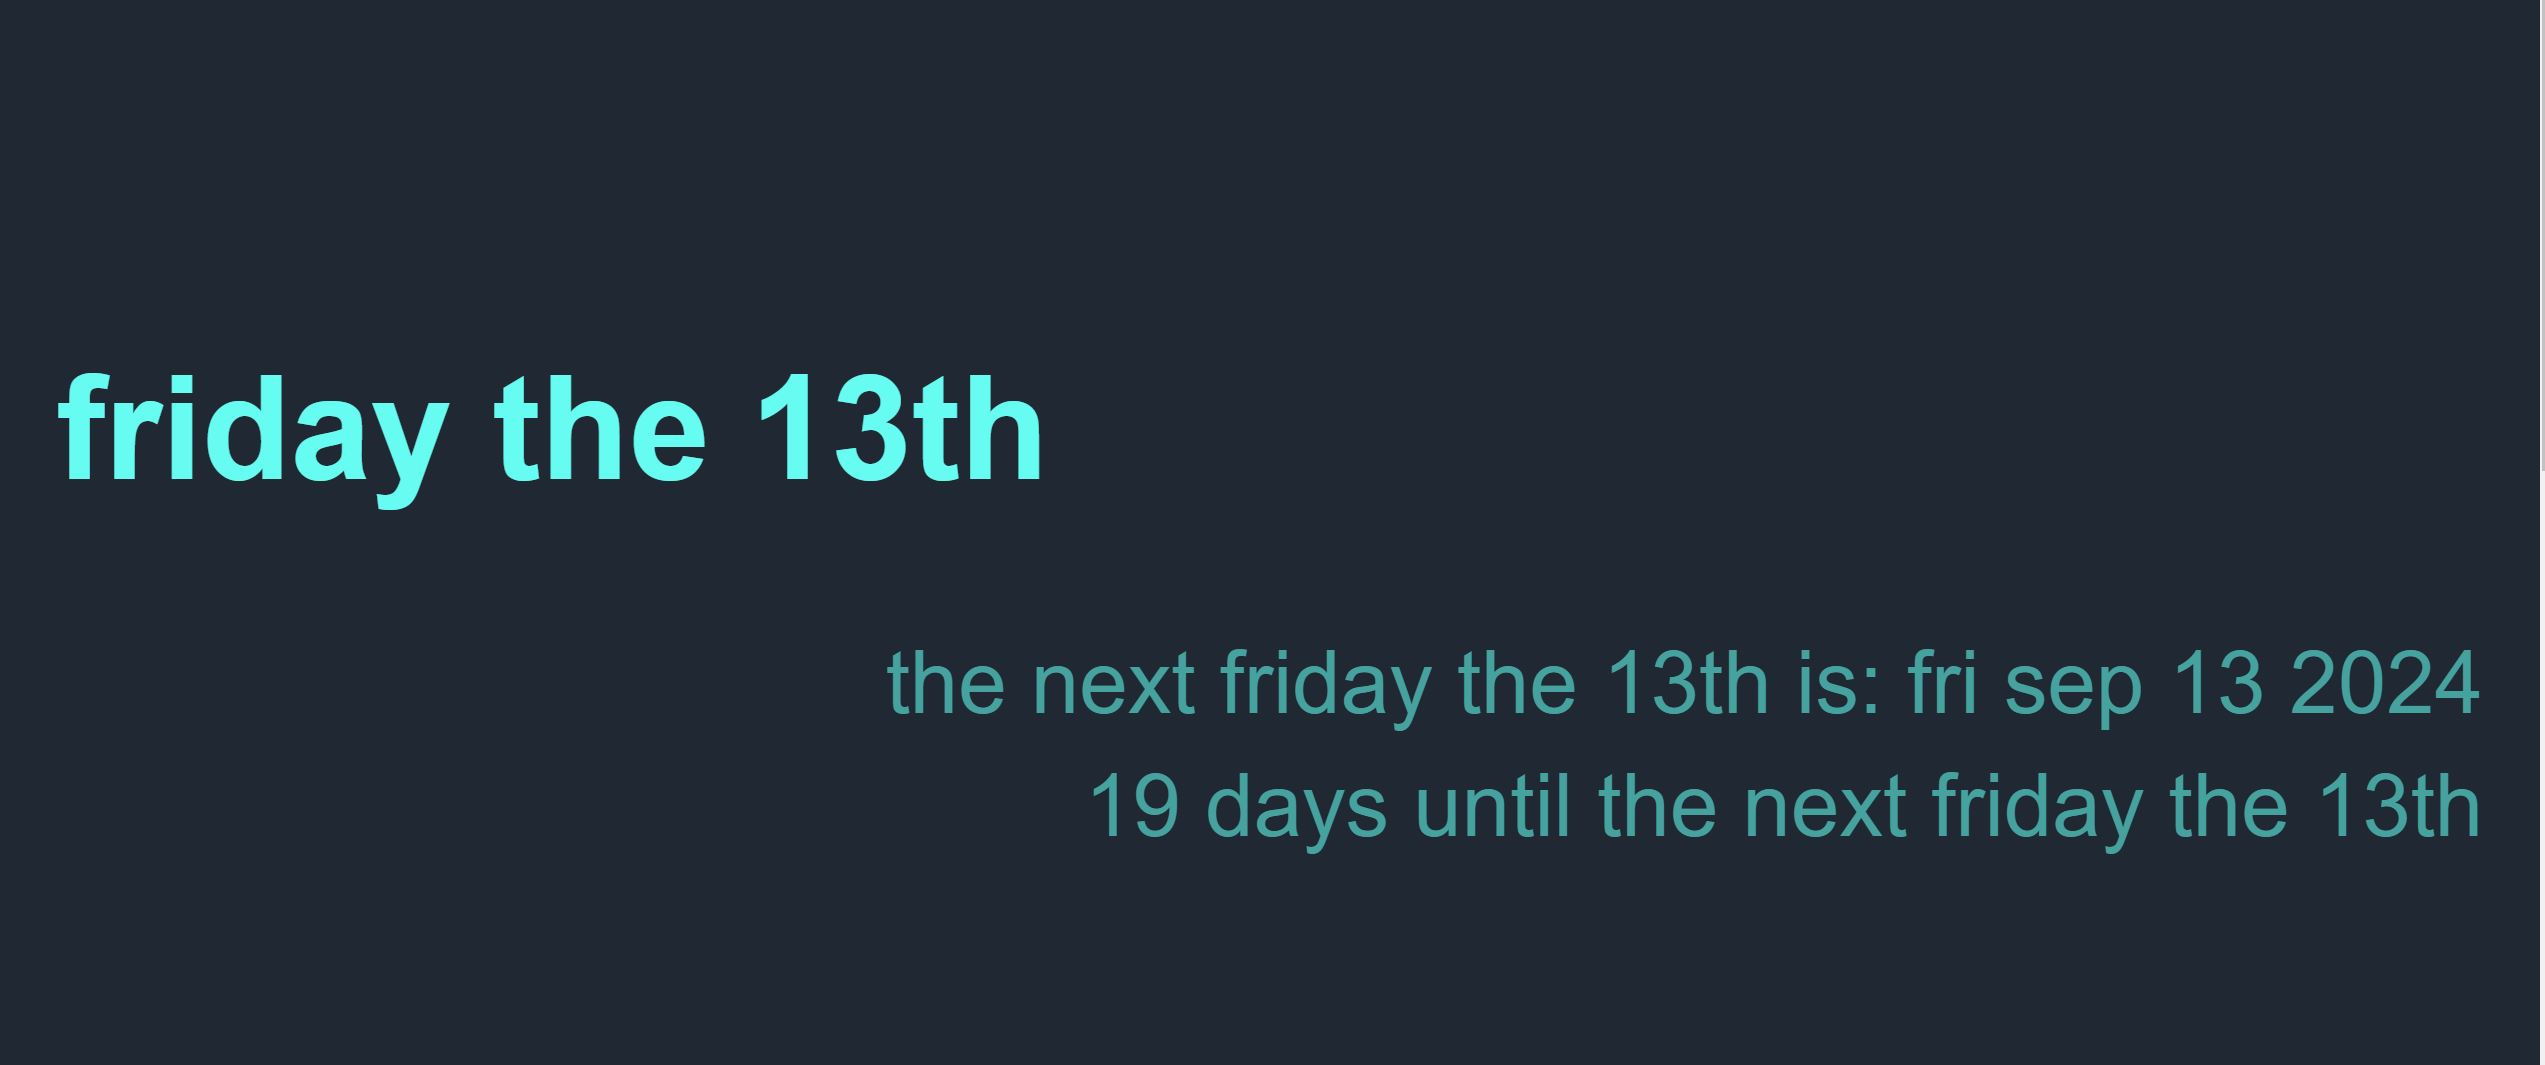 friday the 13th
the next friday the 13th is: fri sep 13 2024
19 days until the next friday the 13th